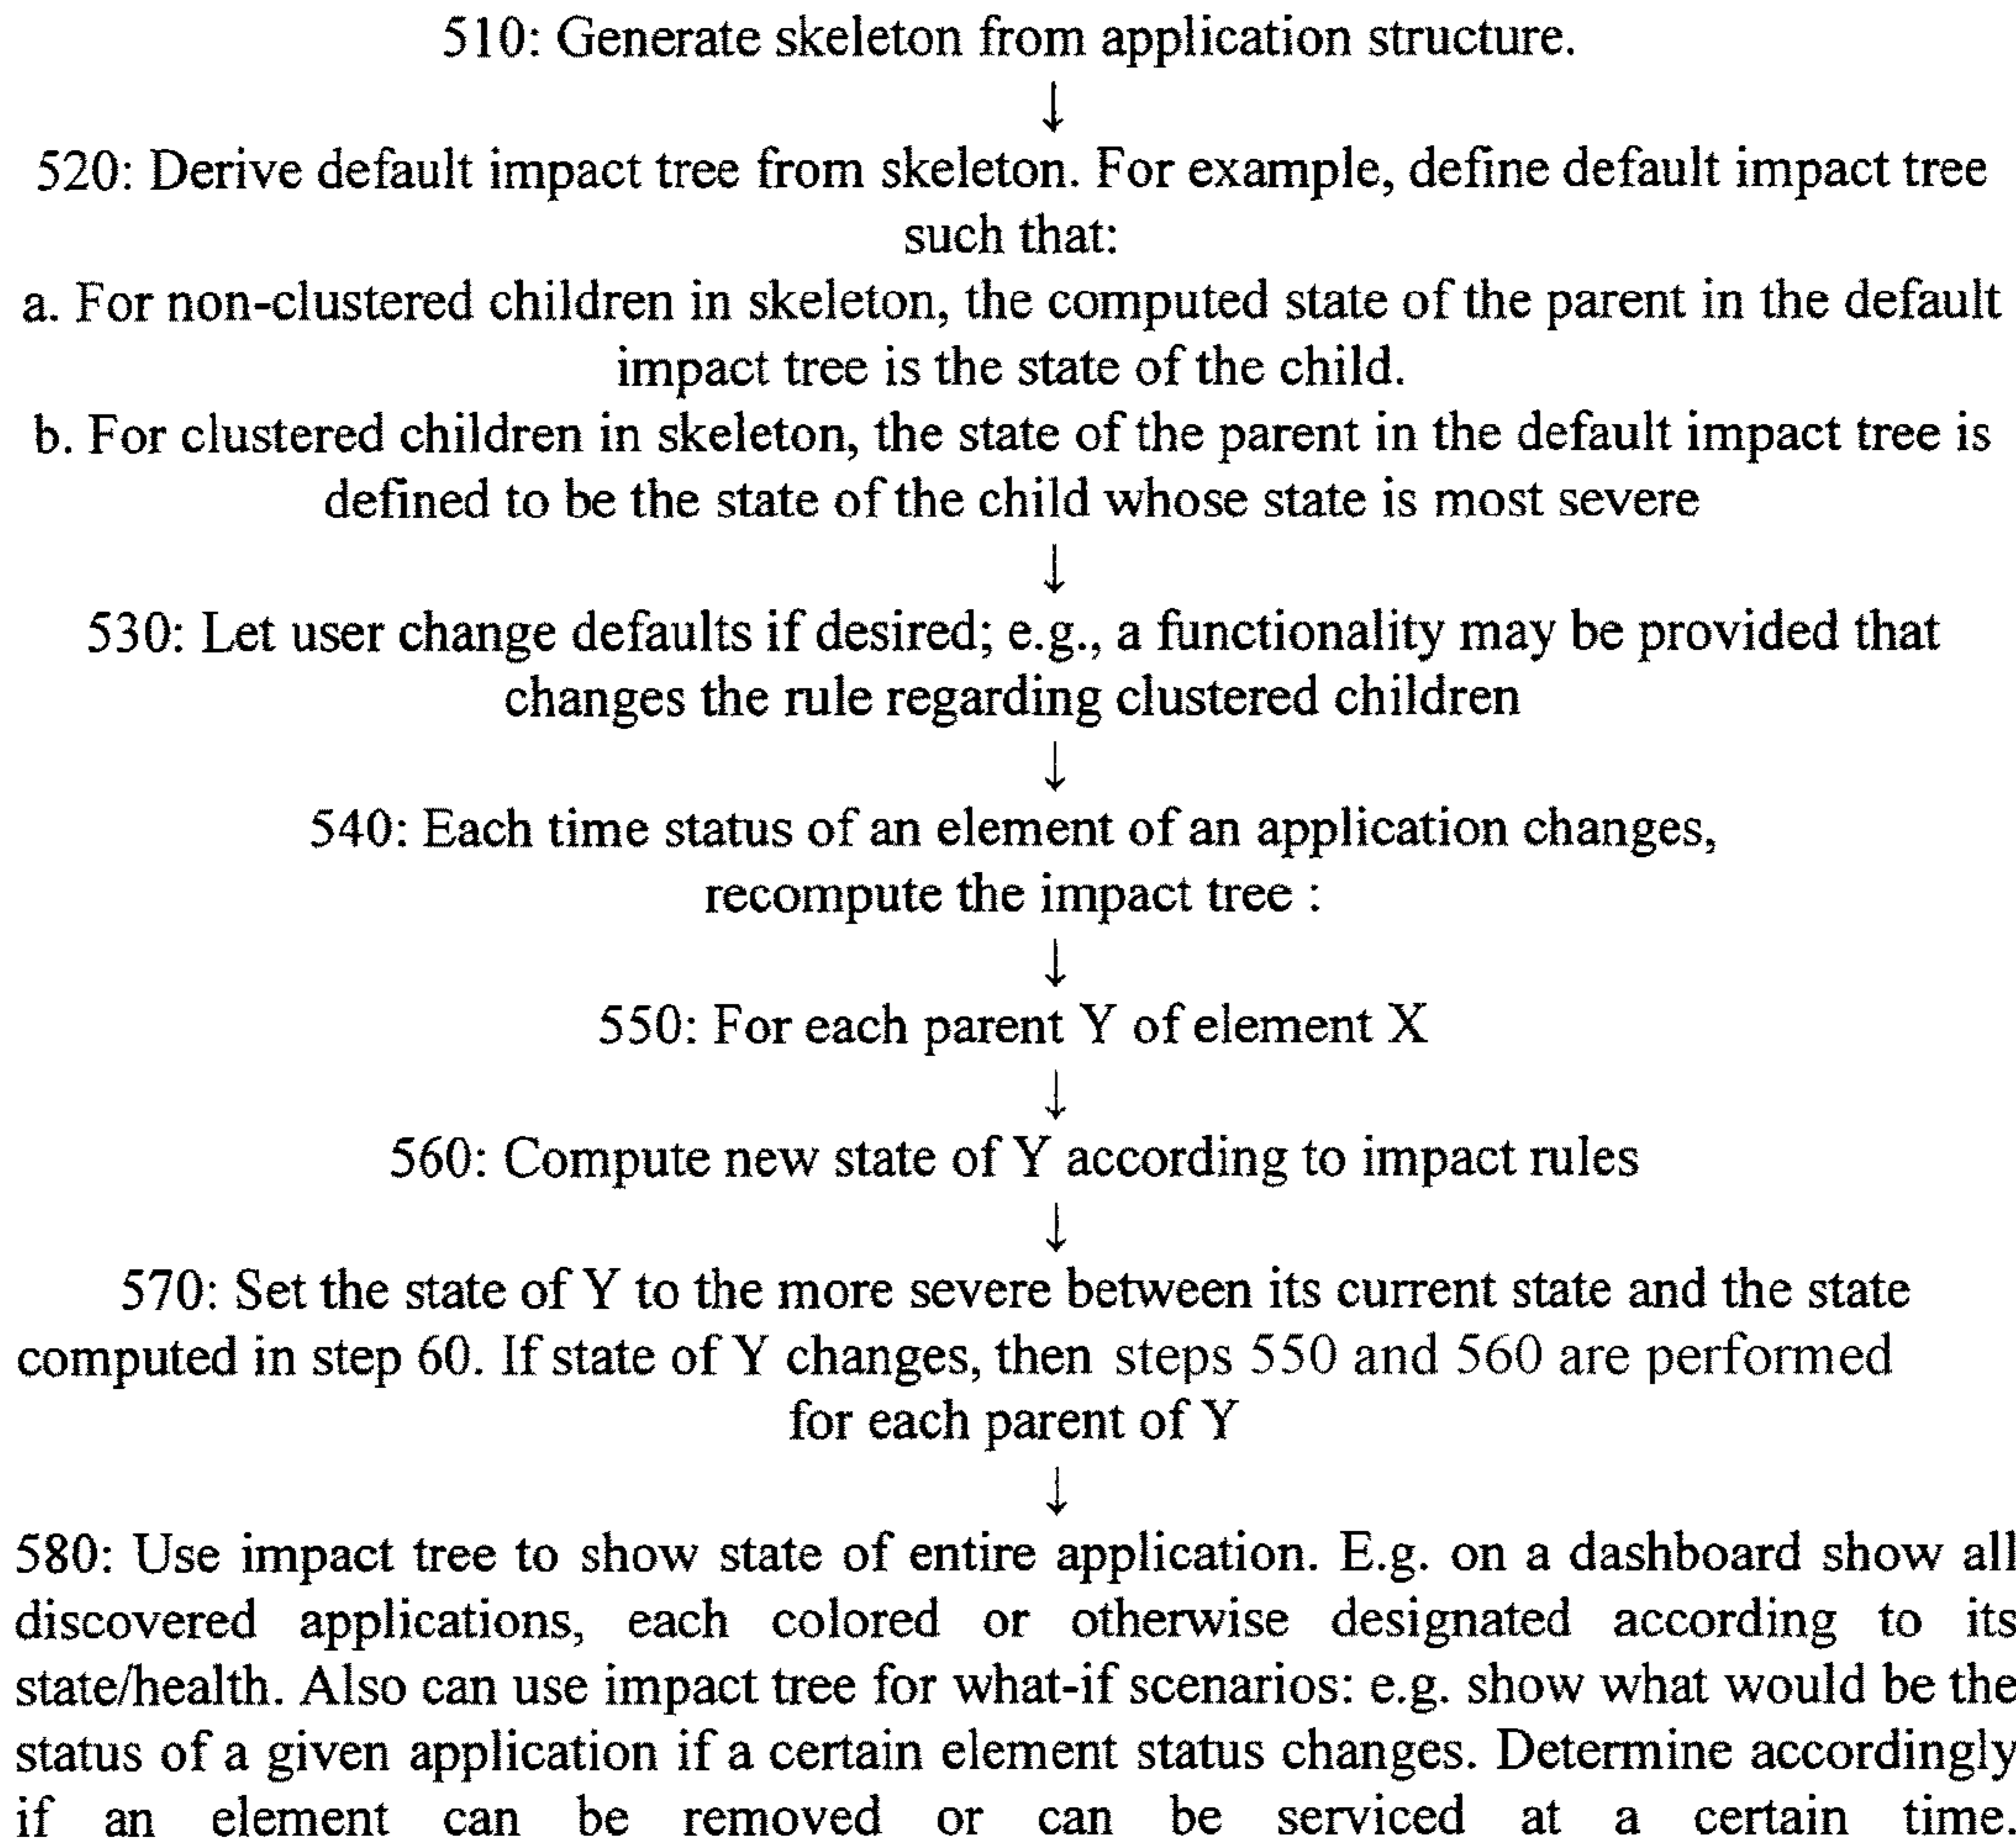 510: Generate skeleton from application structure.
↓
520: Derive default impact tree from skeleton. For example, define default impact tree
such that:
a. For non-clustered children in skeleton, the computed state of the parent in the default
impact tree is the state of the child.
b. For clustered children in skeleton, the state of the parent in the default impact tree is
defined to be the state of the child whose state is most severe
↓
530: Let user change defaults if desired; e.g., a functionality may be provided that
changes the rule regarding clustered children
↓
540: Each time status of an element of an application changes,
recompute the impact tree :
↓
550: For each parent Y of element X
↓
560: Compute new state of Y according to impact rules
↓
570: Set the state of Y to the more severe between its current state and the state
computed in step 60. If state of Y changes, then steps 550 and 560 are performed
for each parent of Y
↓
580: Use impact tree to show state of entire application. E.g. on a dashboard show all
discovered applications, each colored or otherwise designated according to its
state/health. Also can use impact tree for what-if scenarios: e.g. show what would be the
status of a given application if a certain element status changes. Determine accordingly
if an element can be removed or can be serviced at a certain time.